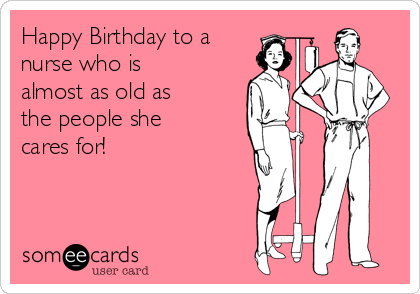 Happy Birthday to a
nurse who is
almost as old as
the people she
cares for!
someecards
user card